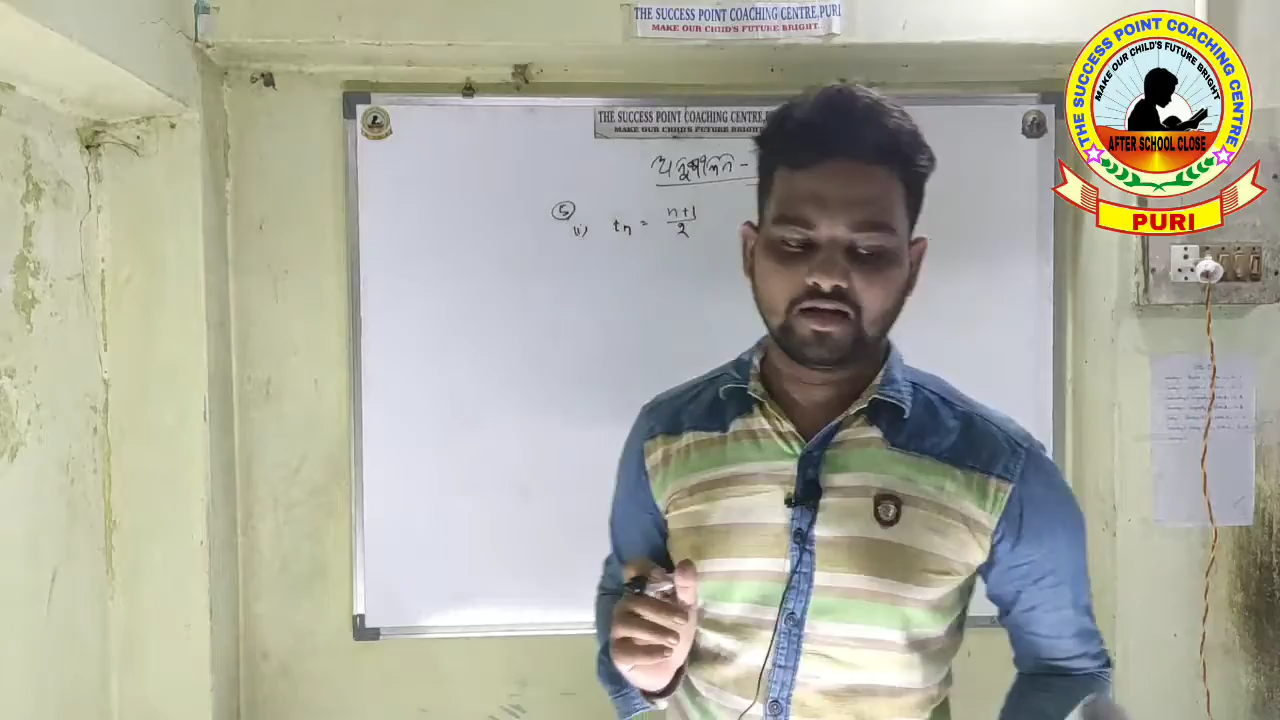 THE SUCCESS POINT COACHING CENTRE,PURI
MAKE OUR CHILD'S FUTURE BRIGHT.
THE SUCCESS POINT COACHING CENTRE,
MAKE OUR CHILD'S FUTURE BRIGHT
ଅନୁଶୀଳନ -
5
(i) tn = n+1/2
THE SUCCESS POINT COACHING CENTRE
MAKE OUR CHILD'S FUTURE BRIGHT
AFTER SCHOOL CLOSE
PURI